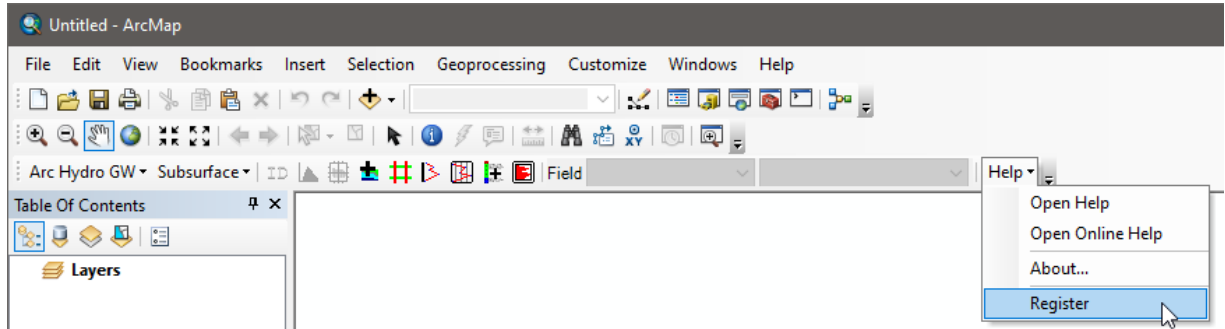 Untitled - ArcMap
File Edit View Bookmarks Insert Selection Geoprocessing Customize Windows Help
XY
Arc Hydro GW Subsurface ID Field Help
Table Of Contents
Open Help
Open Online Help
Layers
About...
Register